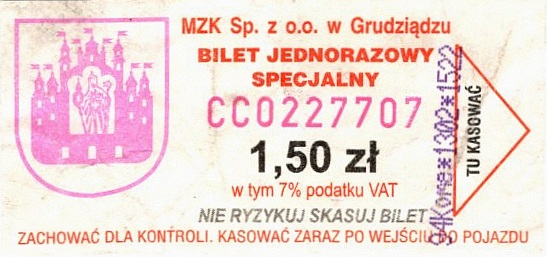 MZK Sp. z o.o. w Grudziądzu
BILET JEDNORAZOWY
SPECJALNY
CC0227707
1,50 zł
w tym 7% podatku VAT
NIE RYZYKUJ SKASUJ BILET
ZACHOWAĆ DLA KONTROLI. KASOWAĆ ZARAZ PO WEJŚCIU DO POJAZDU
TU KASOWAĆ